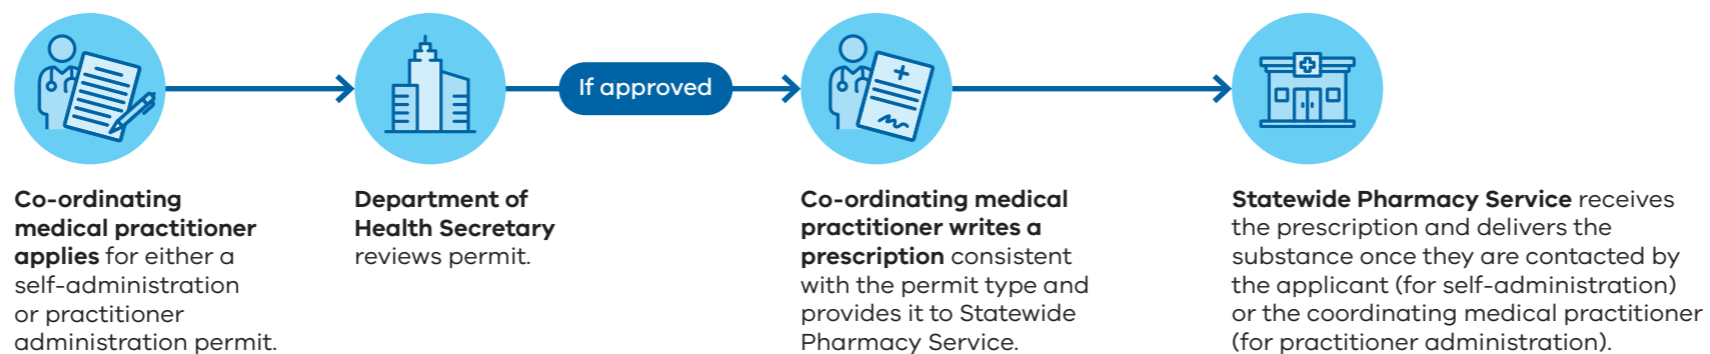 If approved
Co-ordinating
medical practitioner
applies for either a
self-administration
or practitioner
administration permit.
Department of
Health Secretary
reviews permit.
Co-ordinating medical
practitioner writes a
prescription consistent
with the permit type and
provides it to Statewide
Pharmacy Service.
Statewide Pharmacy Service receives
the prescription and delivers the
substance once they are contacted by
the applicant (for self-administration)
or the coordinating medical practitioner
(for practitioner administration).